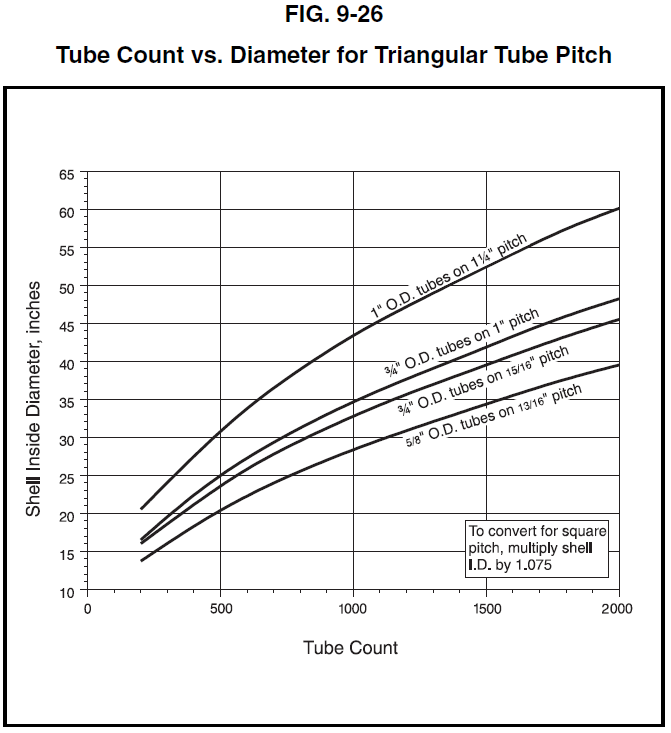 FIG. 9-26
Tube Count vs. Diameter for Triangular Tube Pitch
65
60
55
50
45
40
35
30
25
20
15
10
Shell Inside Diameter, inches
1" O.D. tubes on 1¼" pitch
¾" O.D. tubes on 1" pitch
¾" O.D. tubes on 15/16" pitch
5/8" O.D. tubes on 13/16" pitch
To convert for square
pitch, multiply shell
I.D. by 1.075
0 500 1000 1500 2000
Tube Count